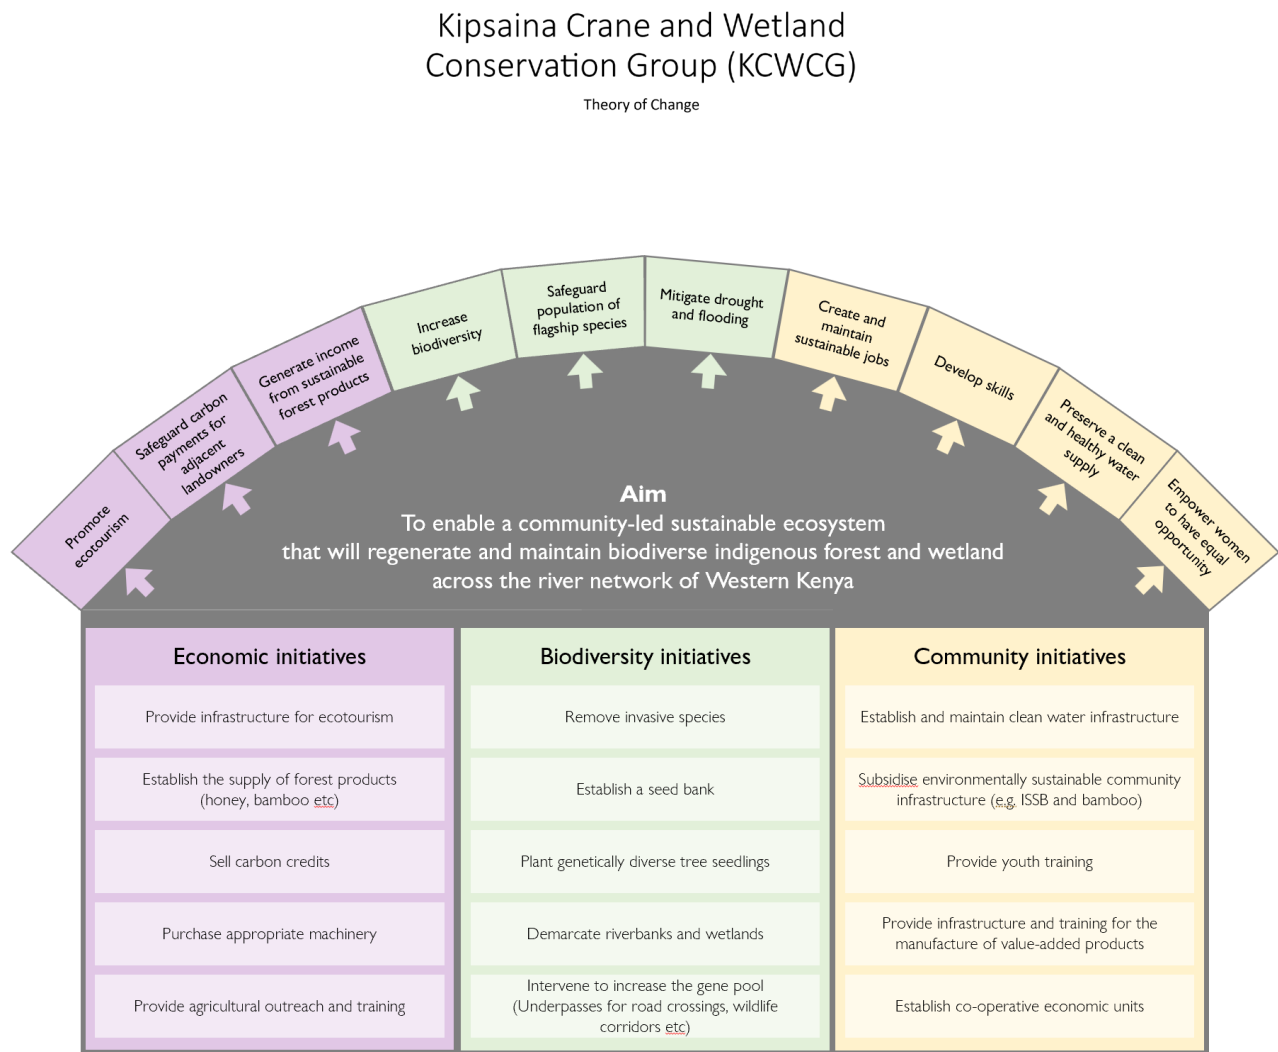 Kipsaina Crane and Wetland
Conservation Group (KCWCG)
Theory of Change
Promote
ecotourism
Safeguard carbon
payments for
adjacent
landowners
Generate income
from sustainable
forest products
Increase
biodiversity
Safeguard
population of
flagship species
Mitigate drought
and flooding
Create and
maintain
sustainable jobs
Develop skills
Preserve a clean
and healthy water
supply
Empower women
to have equal
opportunity
Aim
To enable a community-led sustainable ecosystem
that will regenerate and maintain biodiverse indigenous forest and wetland
across the river network of Western Kenya
Economic initiatives
Provide infrastructure for ecotourism
Establish the supply of forest products
(honey, bamboo etc)
Sell carbon credits
Purchase appropriate machinery
Provide agricultural outreach and training
Biodiversity initiatives
Remove invasive species
Establish a seed bank
Plant genetically diverse tree seedlings
Demarcate riverbanks and wetlands
Intervene to increase the gene pool
(Underpasses for road crossings, wildlife
corridors etc)
Community initiatives
Establish and maintain clean water infrastructure
Subsidise environmentally sustainable community
infrastructure (e.g. ISSB and bamboo)
Provide youth training
Provide infrastructure and training for the
manufacture of value-added products
Establish co-operative economic units